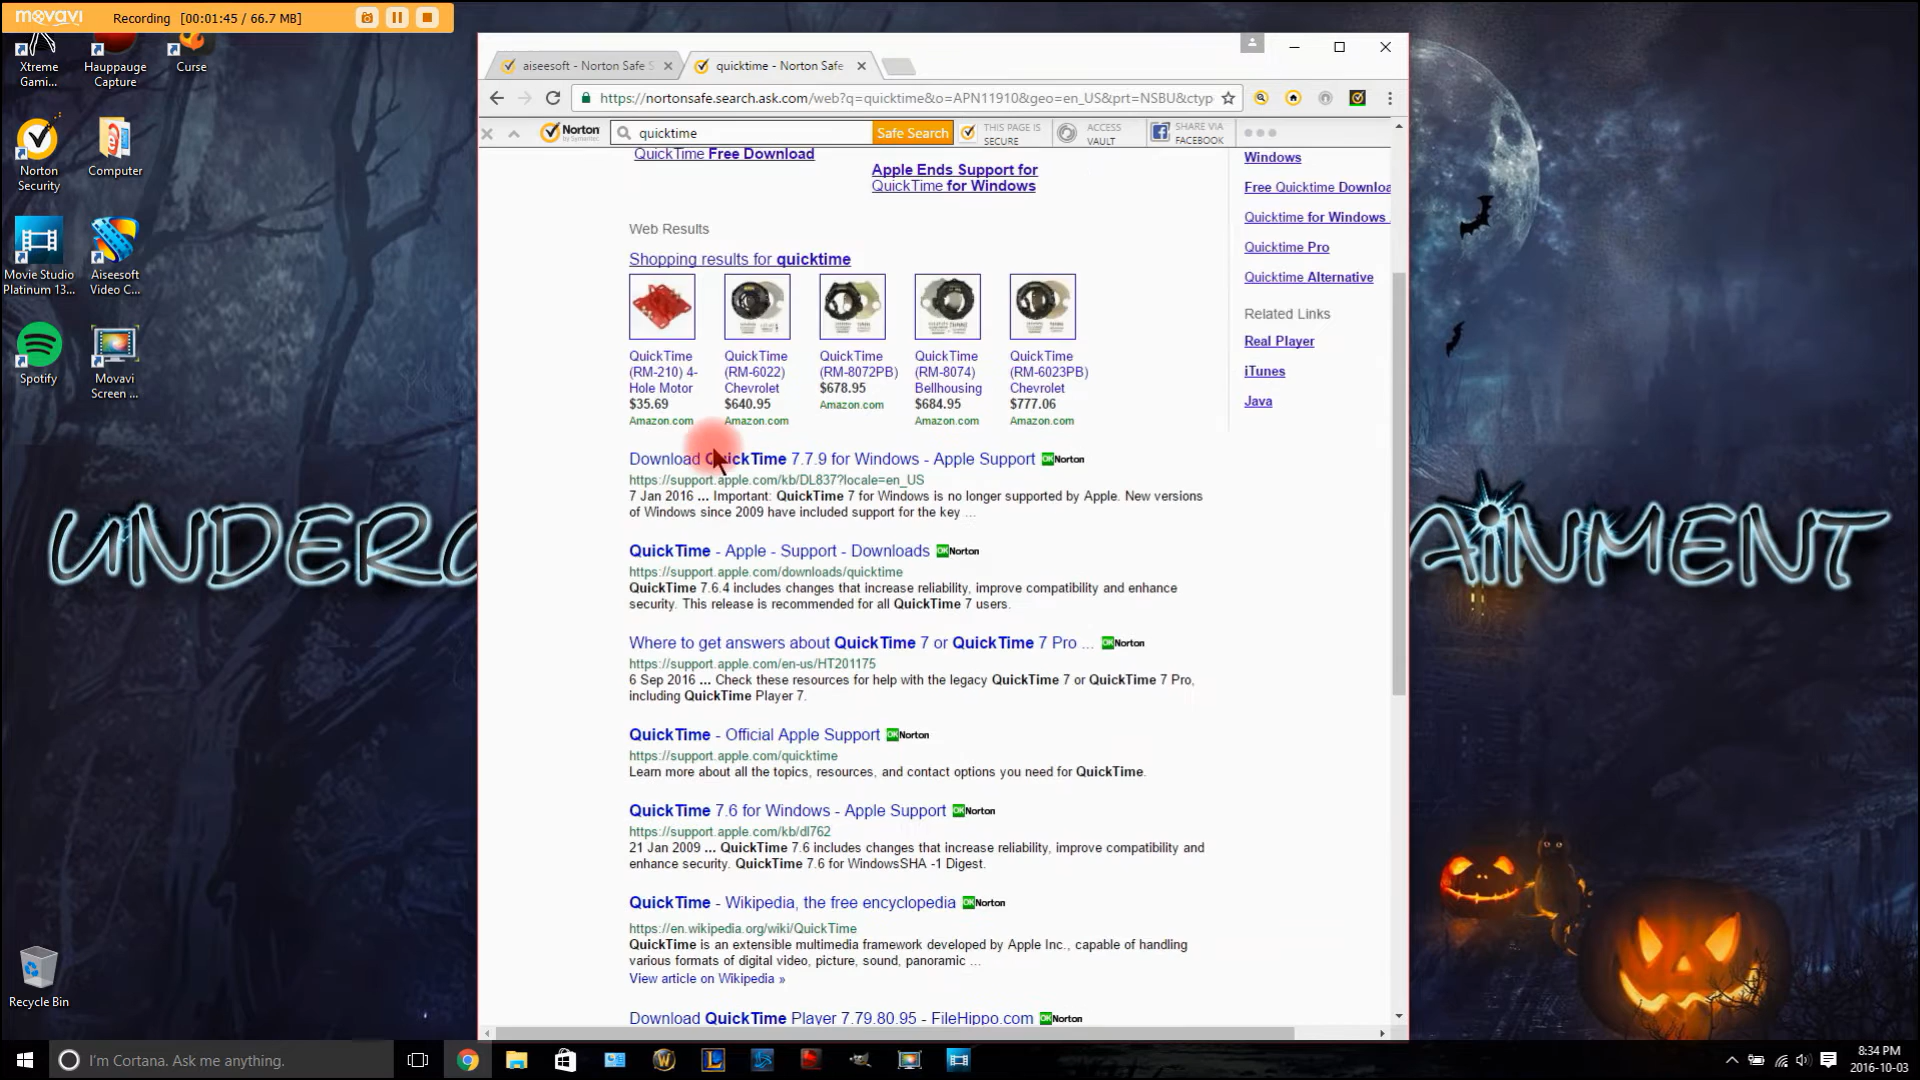 movavi Recording [00:01:45 / 66.7 MB]
Xtreme Gami...
Hauppauge Capture
Curse
Norton Security
Computer
Movie Studio Platinum 13...
Aiseesoft Video C...
Spotify
Movavi Screen ...
Recycle Bin
UNDERC
AiNMENT
aiseesoft - Norton Safe S
quicktime - Norton Safe
https://nortonsafe.search.ask.com/web?q=quicktime&o=APN11910&geo=en_US&prt=NSBU&ctyp
Norton by Symantec
quicktime
Safe Search
THIS PAGE IS SECURE
ACCESS VAULT
SHARE VIA FACEBOOK
QuickTime Free Download
Apple Ends Support for
QuickTime for Windows
Web Results
Shopping results for quicktime
QuickTime (RM-210) 4-Hole Motor $35.69 Amazon.com
QuickTime (RM-6022) Chevrolet $640.95 Amazon.com
QuickTime (RM-8072PB) $678.95 Amazon.com
QuickTime (RM-8074) Bellhousing $684.95 Amazon.com
QuickTime (RM-6023PB) Chevrolet $777.06 Amazon.com
Download QuickTime 7.7.9 for Windows - Apple Support OK Norton
https://support.apple.com/kb/DL837?locale=en_US
7 Jan 2016 ... Important: QuickTime 7 for Windows is no longer supported by Apple. New versions
of Windows since 2009 have included support for the key ...
QuickTime - Apple - Support - Downloads OK Norton
https://support.apple.com/downloads/quicktime
QuickTime 7.6.4 includes changes that increase reliability, improve compatibility and enhance
security. This release is recommended for all QuickTime 7 users.
Where to get answers about QuickTime 7 or QuickTime 7 Pro ... OK Norton
https://support.apple.com/en-us/HT201175
6 Sep 2016 ... Check these resources for help with the legacy QuickTime 7 or QuickTime 7 Pro,
including QuickTime Player 7.
QuickTime - Official Apple Support OK Norton
https://support.apple.com/quicktime
Learn more about all the topics, resources, and contact options you need for QuickTime.
QuickTime 7.6 for Windows - Apple Support OK Norton
https://support.apple.com/kb/dl762
21 Jan 2009 ... QuickTime 7.6 includes changes that increase reliability, improve compatibility and
enhance security. QuickTime 7.6 for WindowsSHA -1 Digest.
QuickTime - Wikipedia, the free encyclopedia OK Norton
https://en.wikipedia.org/wiki/QuickTime
QuickTime is an extensible multimedia framework developed by Apple Inc., capable of handling
various formats of digital video, picture, sound, panoramic ...
View article on Wikipedia »
Download QuickTime Player 7.79.80.95 - FileHippo.com OK Norton
Windows
Free Quicktime Downloa
Quicktime for Windows
Quicktime Pro
Quicktime Alternative
Related Links
Real Player
iTunes
Java
I'm Cortana. Ask me anything.
8:34 PM
2016-10-03